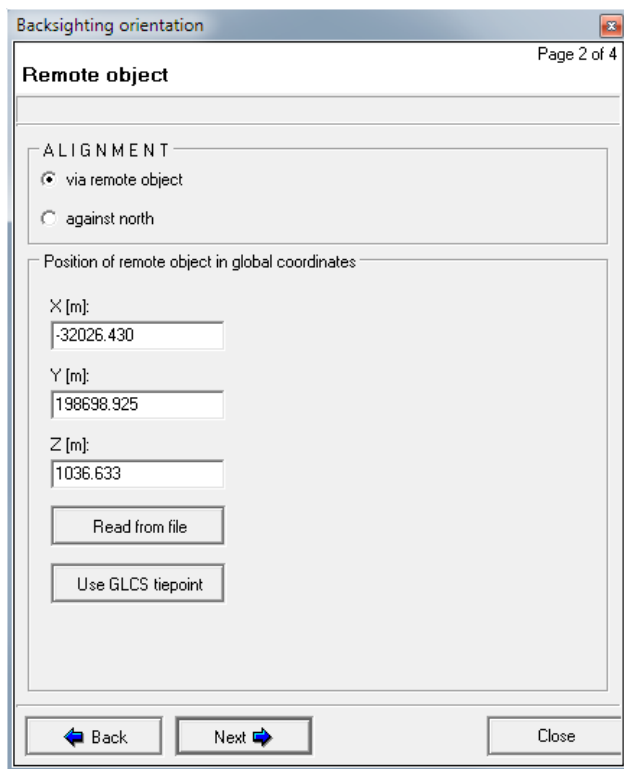 Backsighting orientation
Page 2 of 4
Remote object
ALIGNMENT
via remote object
against north
Position of remote object in global coordinates
X [m]:
-32026.430
Y [m]:
198698.925
Z [m]:
1036.633
Read from file
Use GLCS tiepoint
Back Next Close